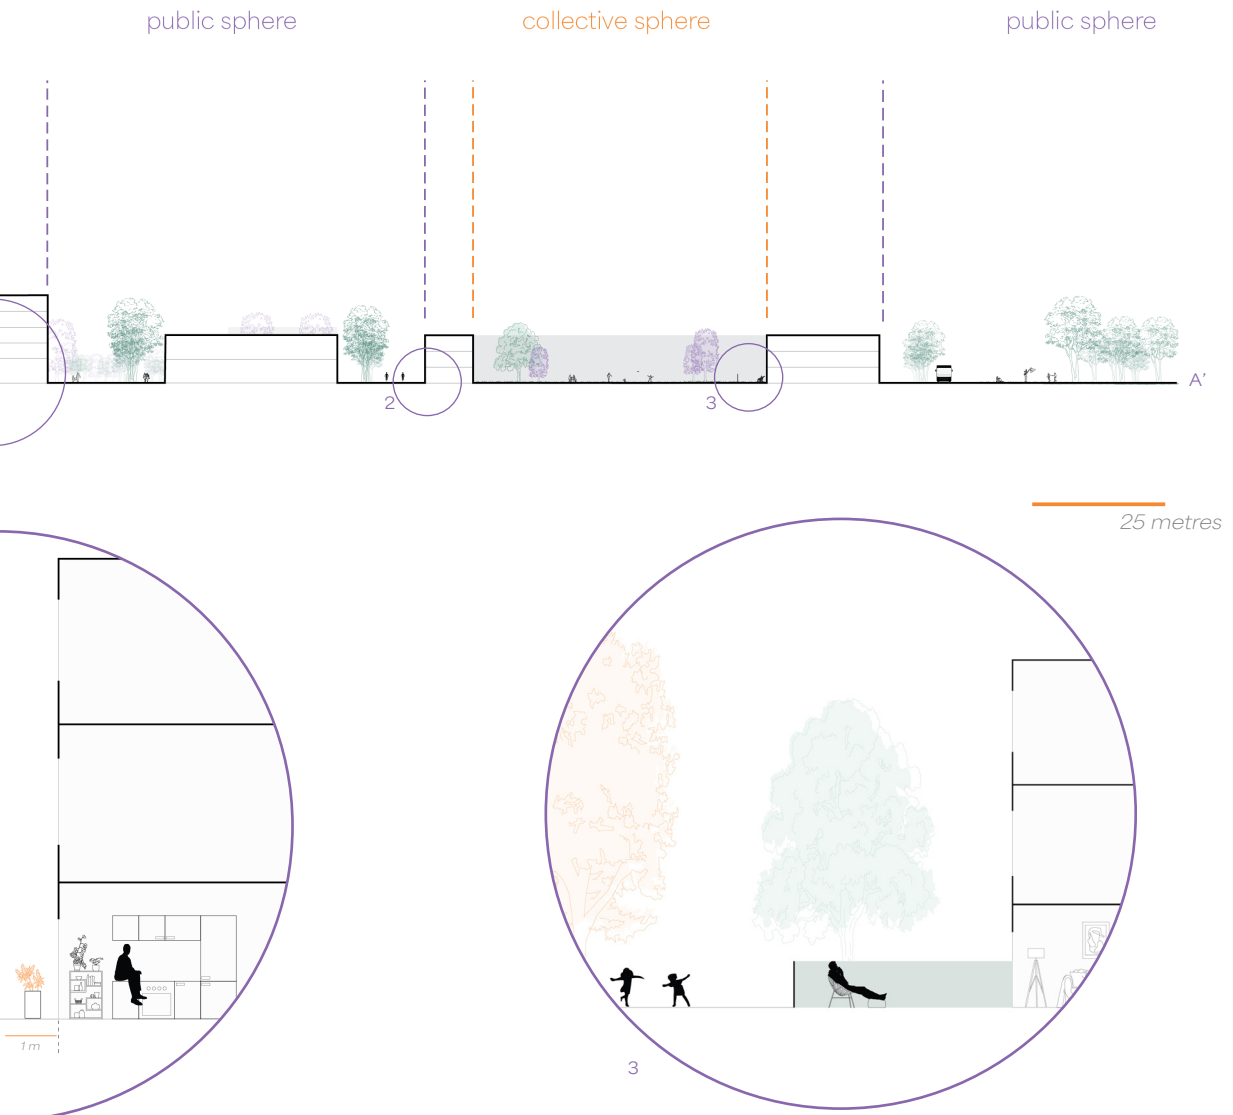 public sphere
collective sphere
public sphere
2
3
A’
25 metres
1 m
3